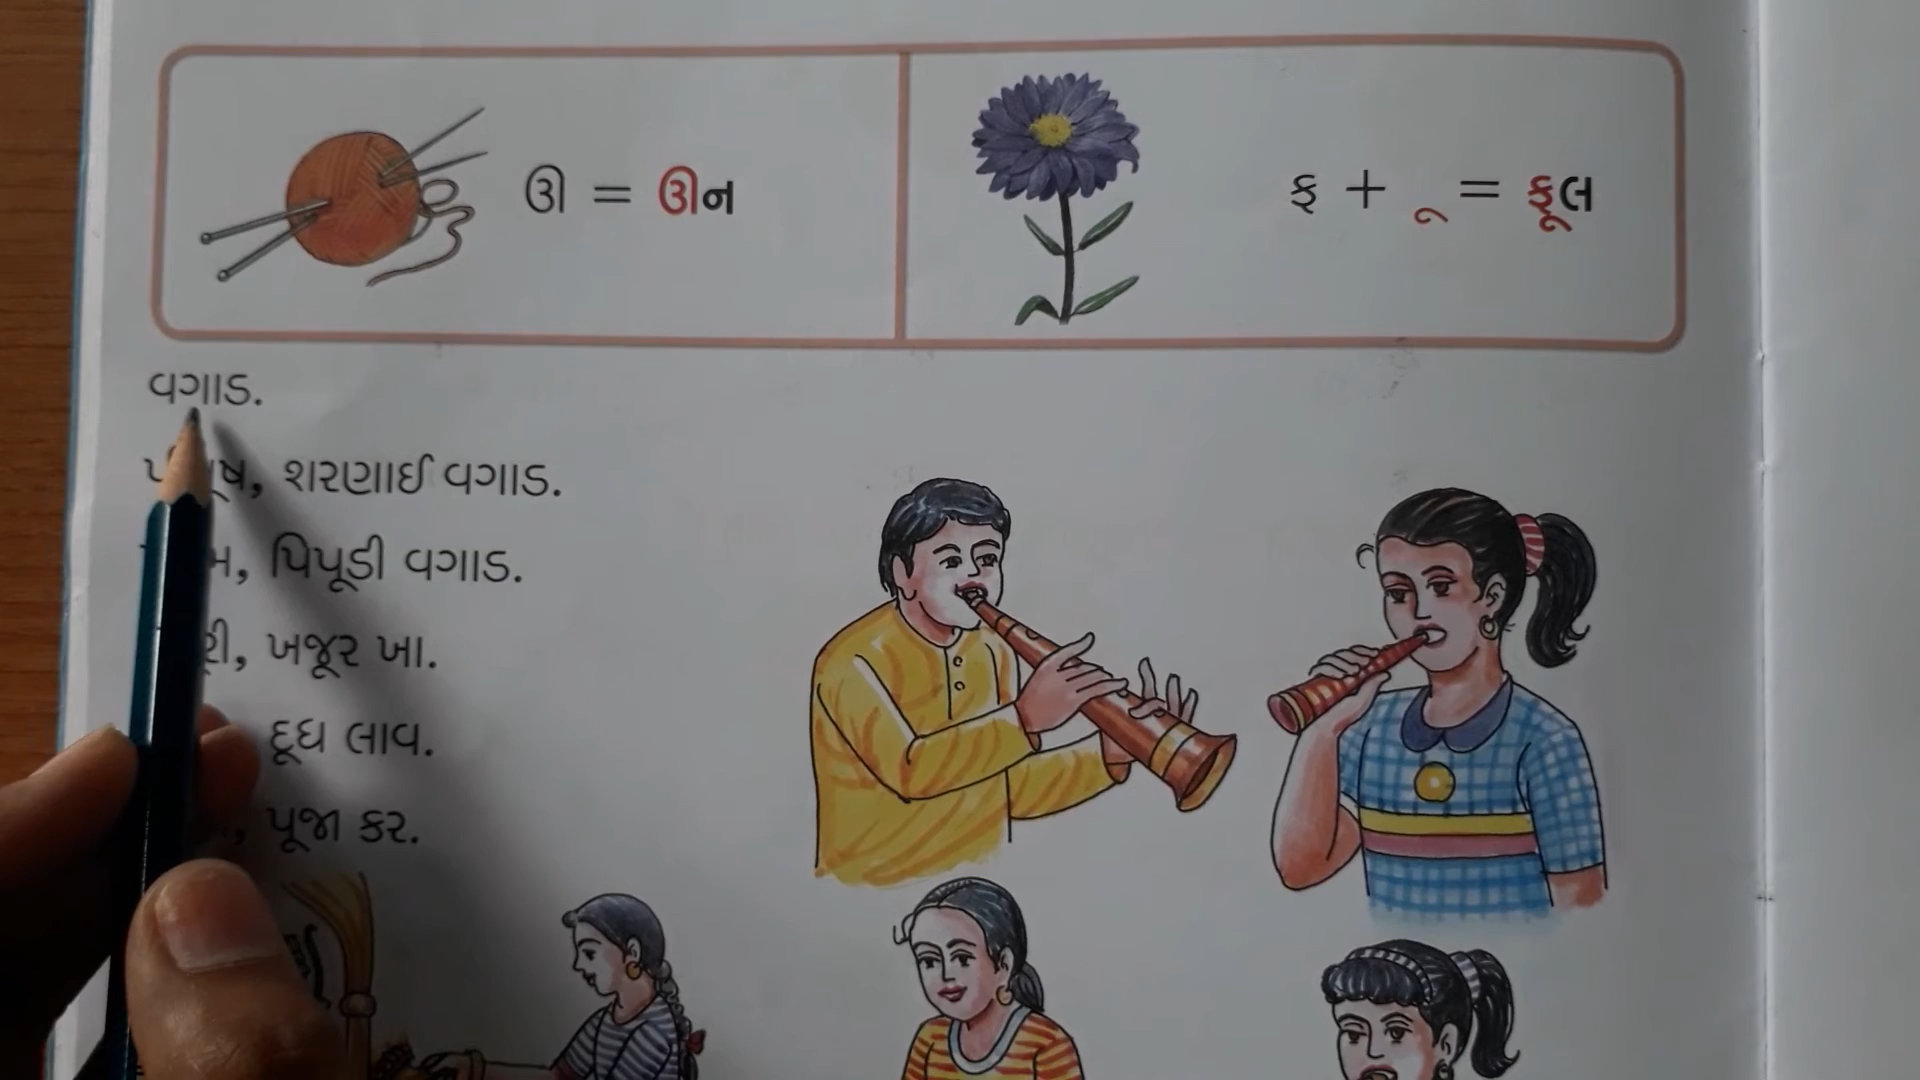 ઊ = ઊન
ફ + ૂ = ફૂલ
વગાડ.
શરણાઈ વગાડ.
પિપૂડી વગાડ.
ખજૂર ખા.
દૂધ લાવ.
પૂજા કર.